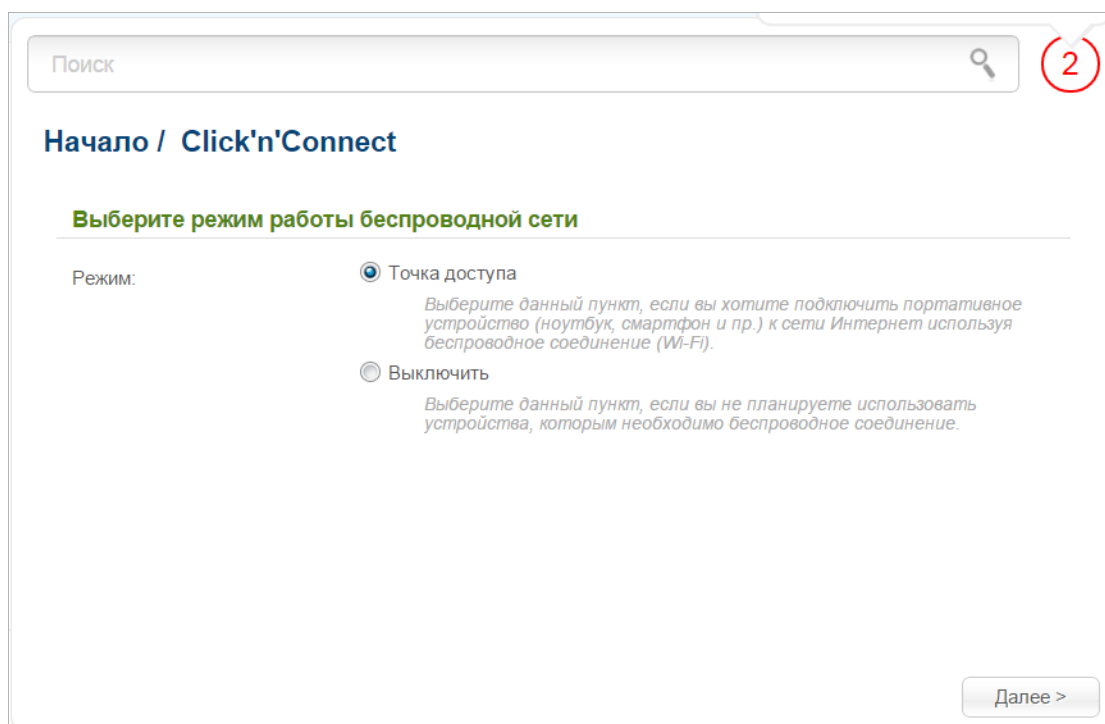 Поиск
2
Начало / Click'n'Connect
Выберите режим работы беспроводной сети
Режим:
Точка доступа
Выберите данный пункт, если вы хотите подключить портативное
устройство (ноутбук, смартфон и пр.) к сети Интернет используя
беспроводное соединение (Wi-Fi).
Выключить
Выберите данный пункт, если вы не планируете использовать
устройства, которым необходимо беспроводное соединение.
Далее >